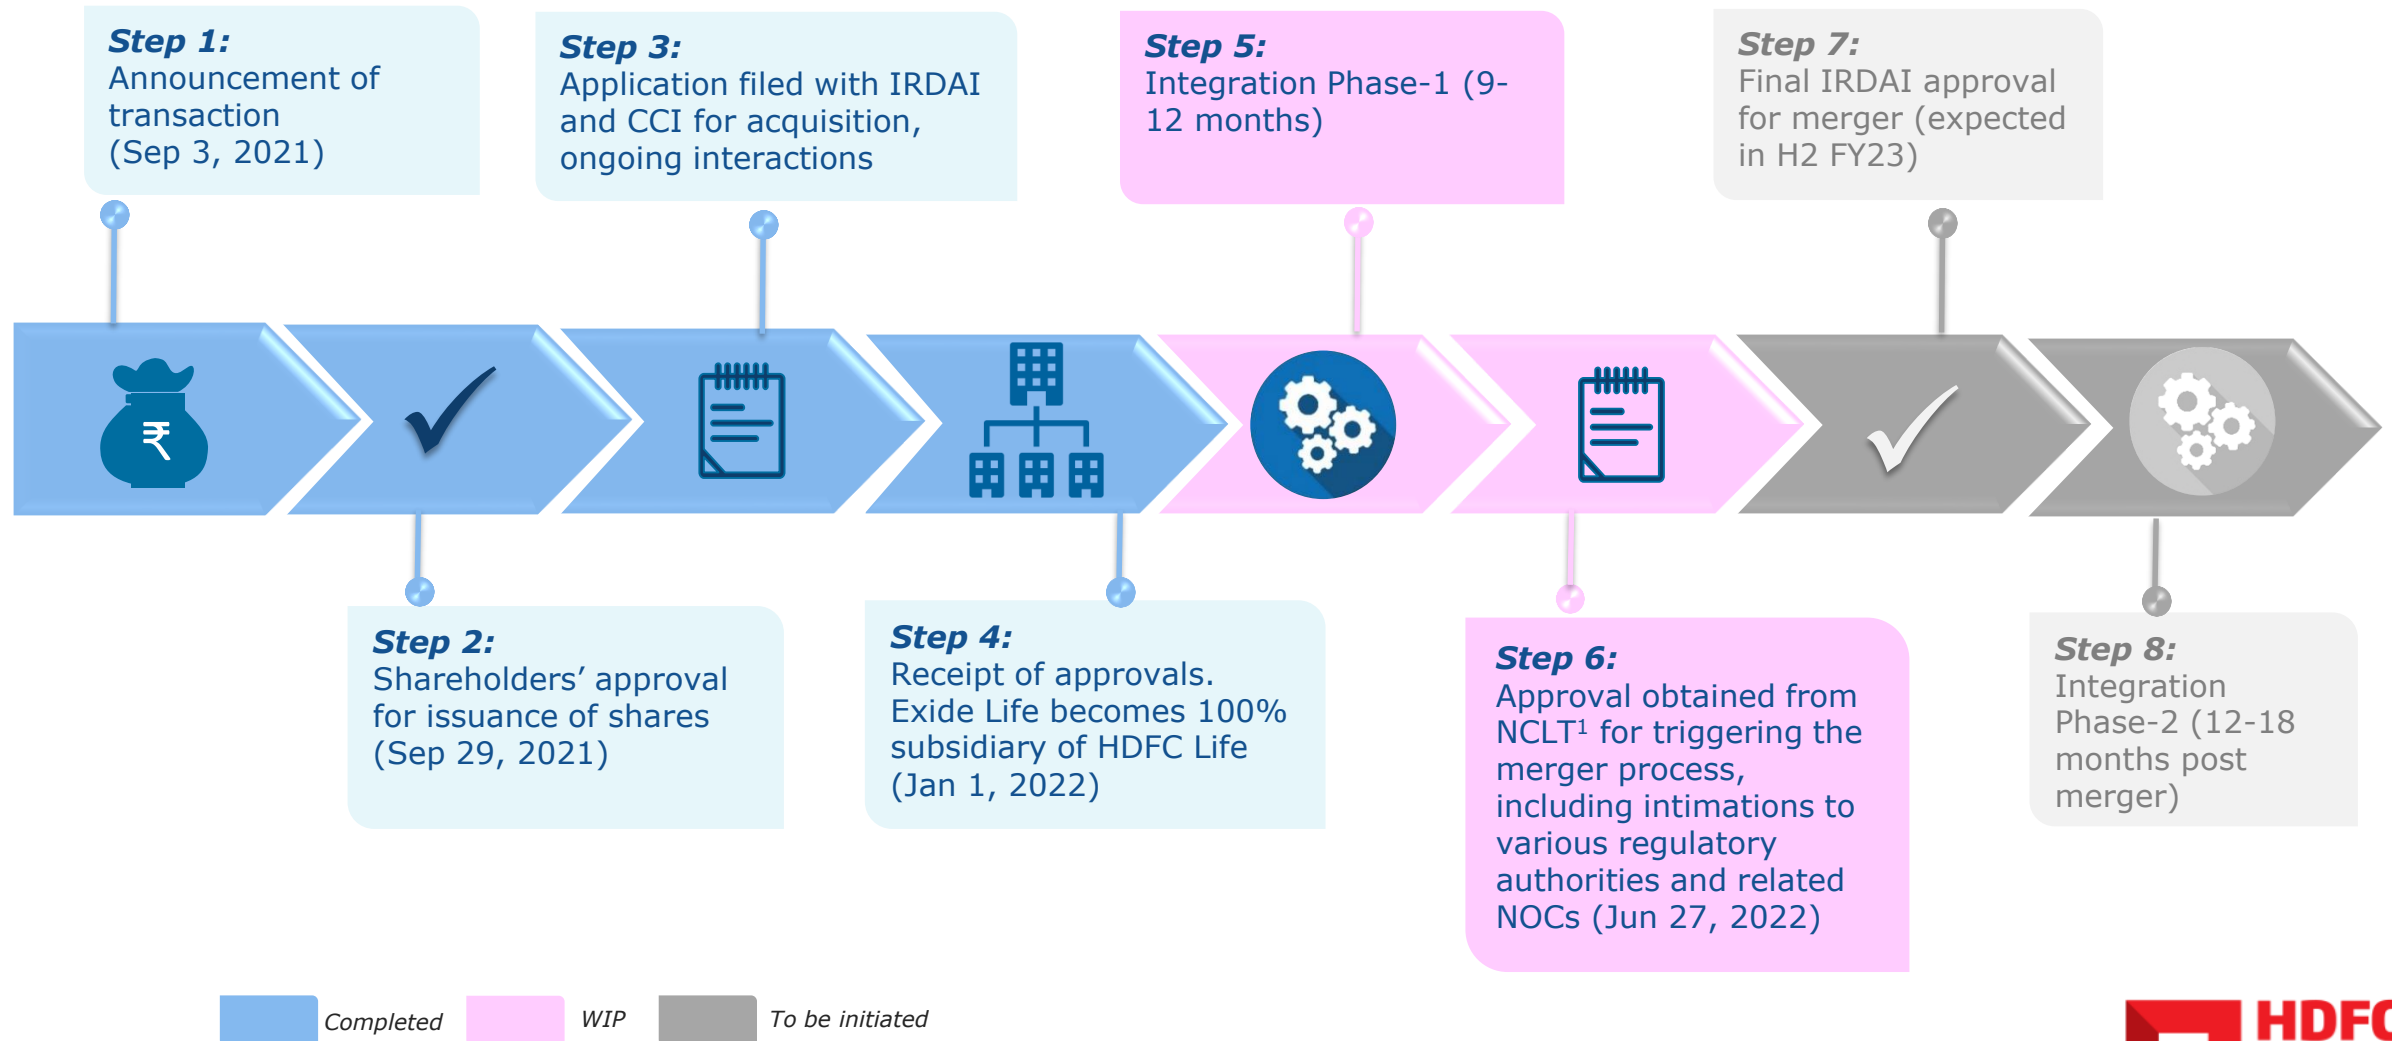 Step 1:
Announcement of
transaction
(Sep 3, 2021)
Step 3:
Application filed with IRDAI
and CCI for acquisition,
ongoing interactions
Step 5:
Integration Phase-1 (9-
12 months)
Step 7:
Final IRDAI approval
for merger (expected
in H2 FY23)
₹
Step 2:
Shareholders’ approval
for issuance of shares
(Sep 29, 2021)
Step 4:
Receipt of approvals.
Exide Life becomes 100%
subsidiary of HDFC Life
(Jan 1, 2022)
Step 6:
Approval obtained from
NCLT¹ for triggering the
merger process,
including intimations to
various regulatory
authorities and related
NOCs (Jun 27, 2022)
Step 8:
Integration
Phase-2 (12-18
months post
merger)
Completed
WIP
To be initiated
HDFC